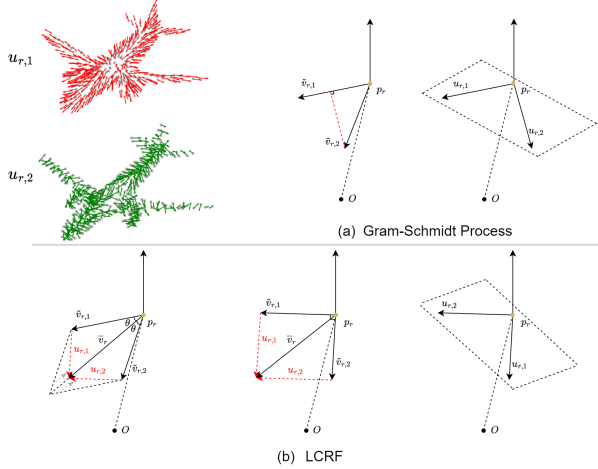 u_{r,1}
ṽ_{r,1}
p_r
ṽ_{r,2}
O
u_{r,1}
p_r
u_{r,2}
O
u_{r,2}
(a) Gram-Schmidt Process
ṽ_{r,1}
θ
θ
p_r
u_{r,1}
v̅_r
u_{r,2}
ṽ_{r,2}
O
ṽ_{r,1}
p_r
u_{r,1}
v̅_r
ṽ_{r,2}
u_{r,2}
O
u_{r,2}
p_r
u_{r,1}
O
(b) LCRF